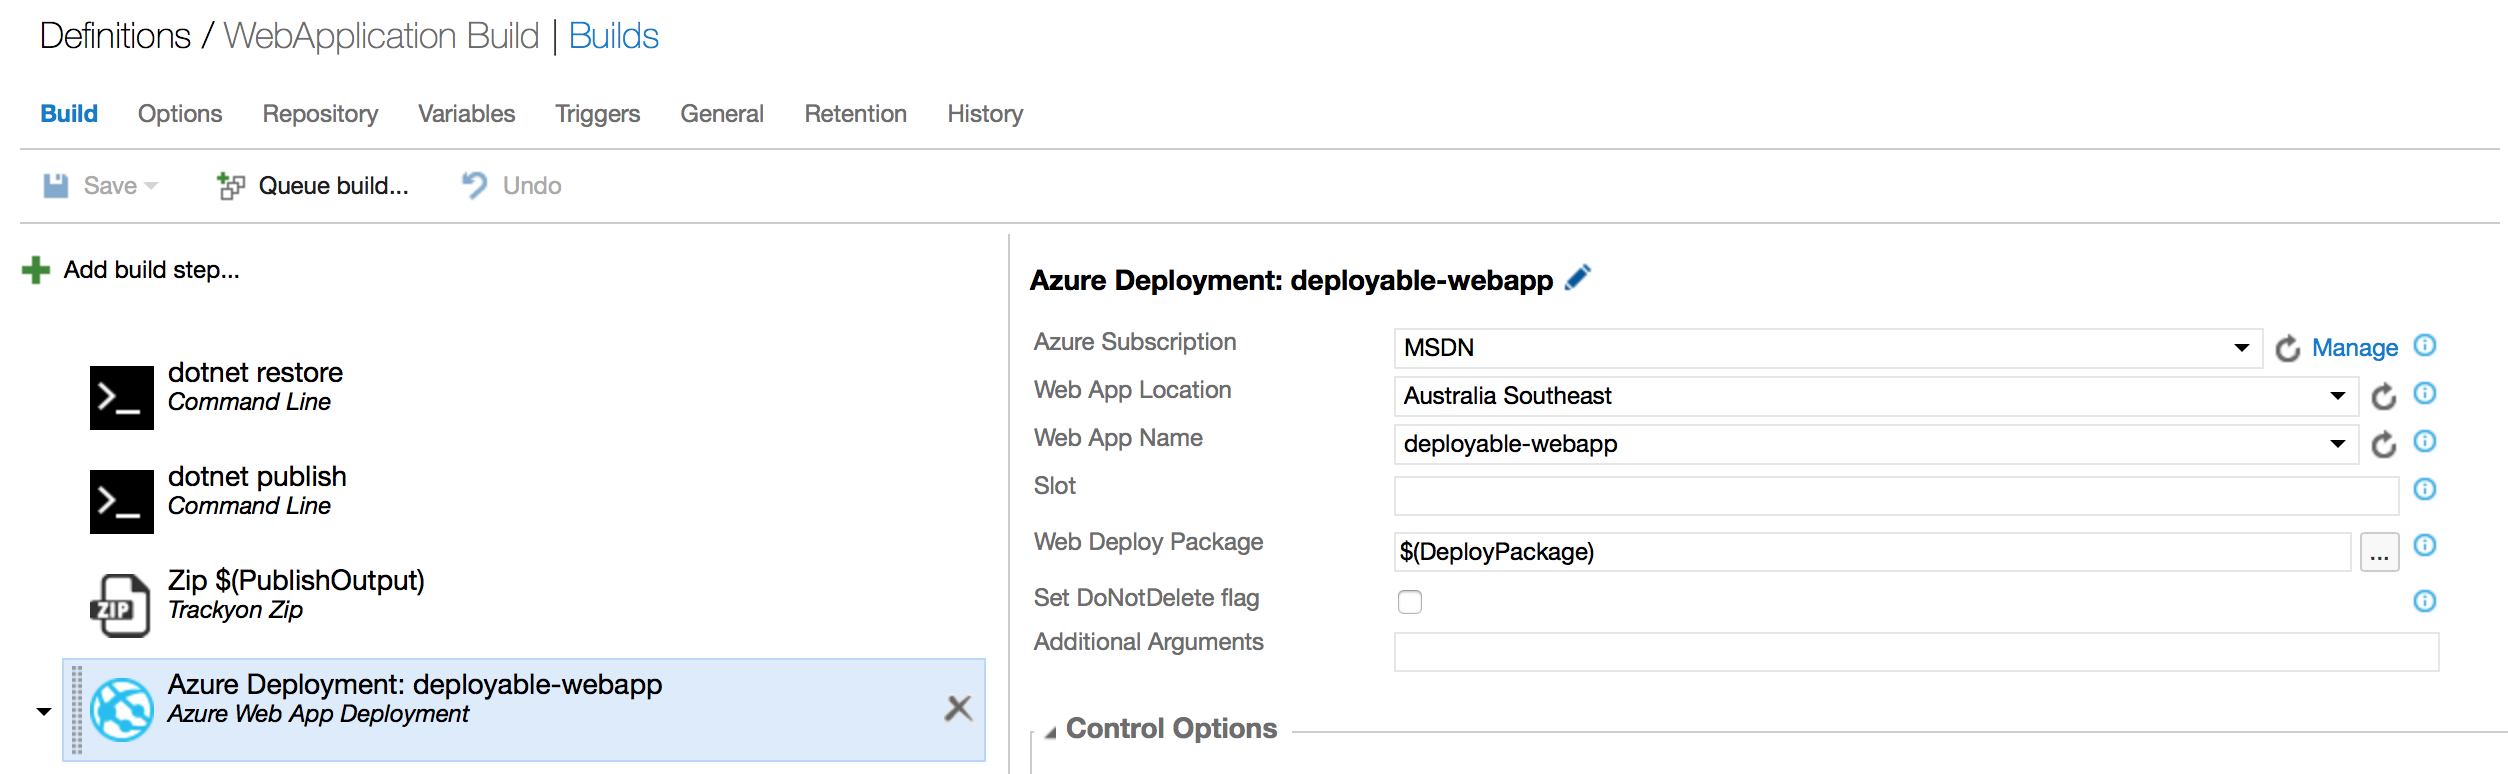 Definitions / WebApplication Build | Builds
Build Options Repository Variables Triggers General Retention History
Save Queue build... Undo
Add build step...
dotnet restore
Command Line
dotnet publish
Command Line
ZIP
Zip $(PublishOutput)
Trackyon Zip
Azure Deployment: deployable-webapp
Azure Web App Deployment
Azure Deployment: deployable-webapp
Azure Subscription MSDN Manage
Web App Location Australia Southeast
Web App Name deployable-webapp
Slot
Web Deploy Package $(DeployPackage) ...
Set DoNotDelete flag
Additional Arguments
Control Options